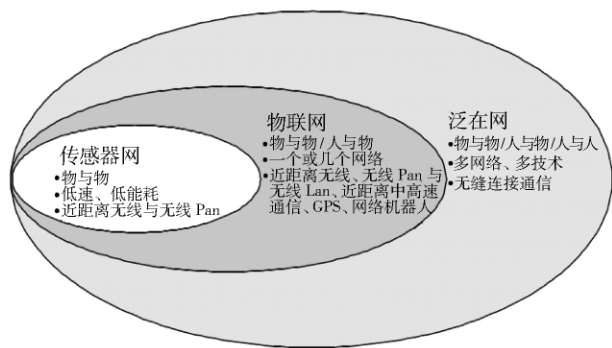 传感器网
•物与物
•低速、低能耗
•近距离无线与无线 Pan
物联网
•物与物/人与物
•一个或几个网络
•近距离无线、无线 Pan 与
无线 Lan、近距离中高速
通信、GPS、网络机器人
泛在网
•物与物/人与物/人与人
•多网络、多技术
•无缝连接通信